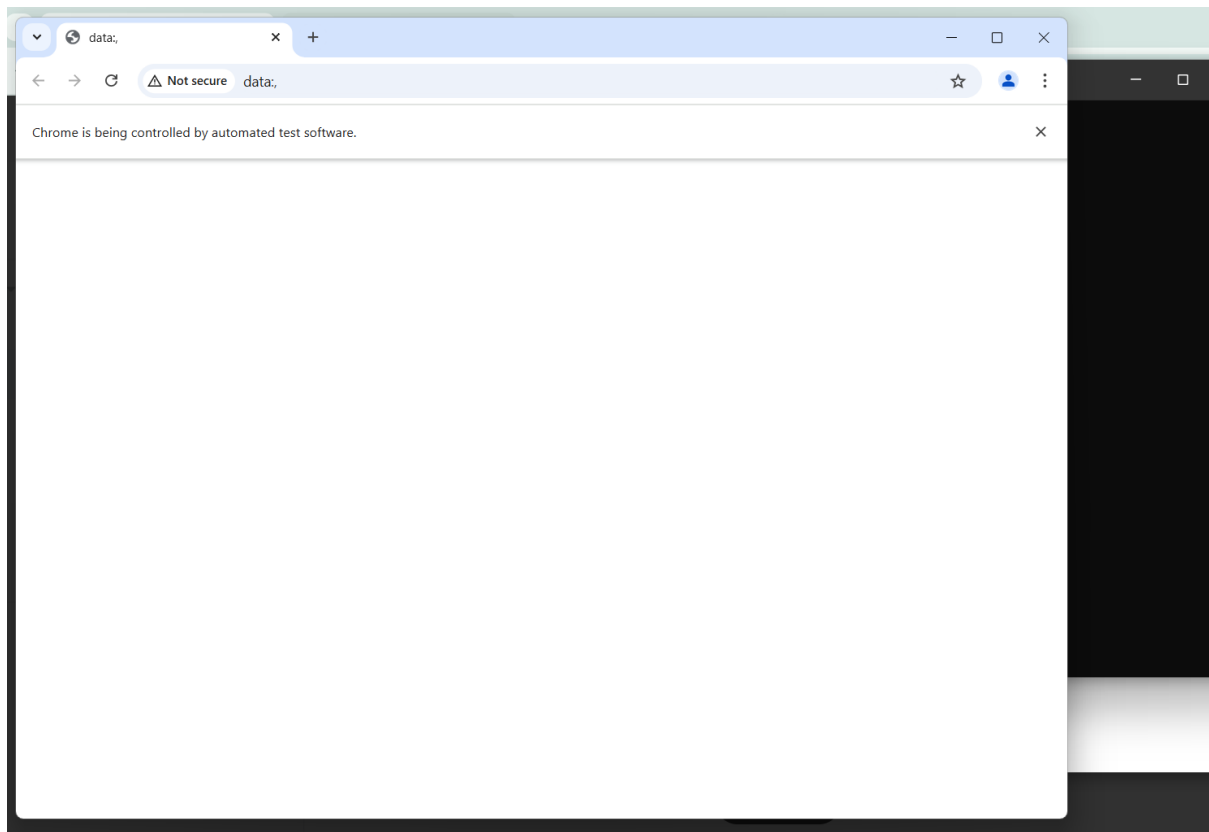 data:,
Not secure data:,
Chrome is being controlled by automated test software.